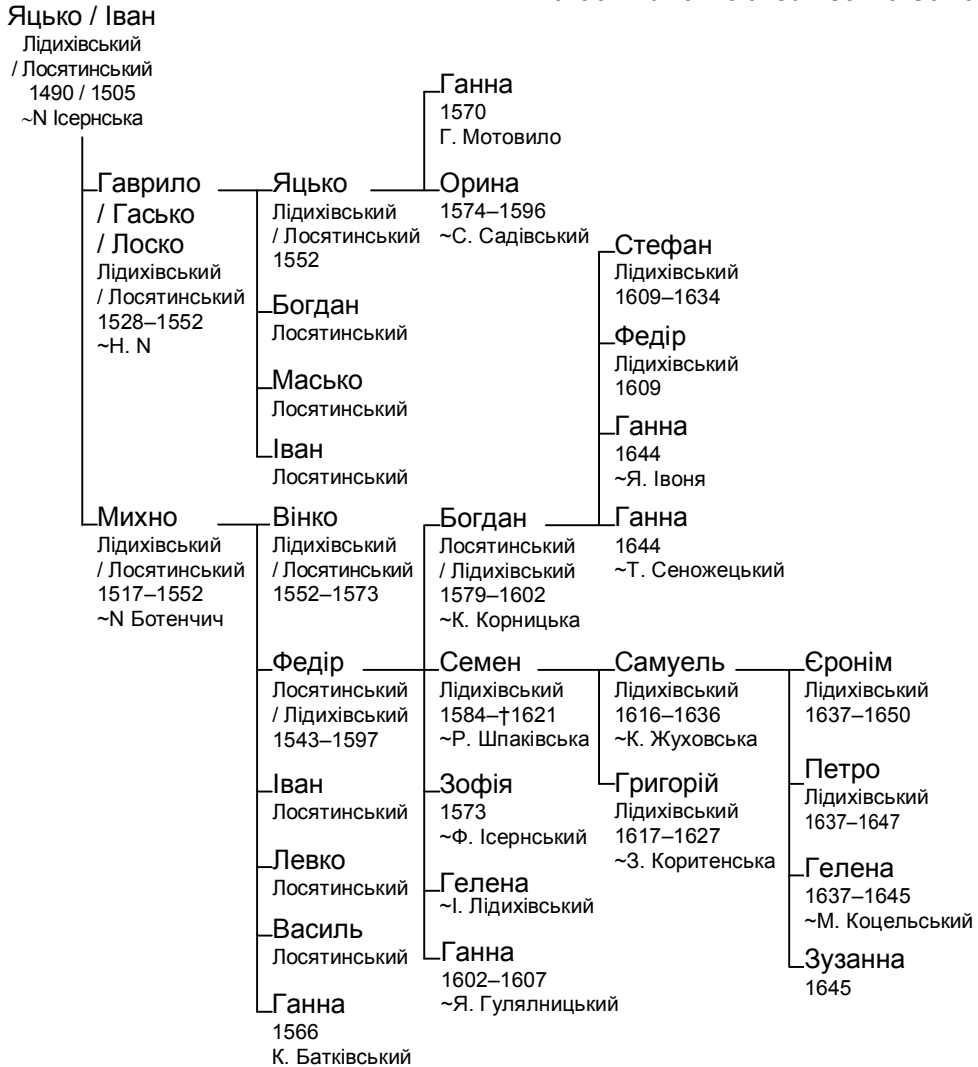 Яцько / Іван
Лідихівський
/ Лосятинський
1490 / 1505
~N Ісернська
Гаврило
/ Гасько
/ Лоско
Лідихівський
/ Лосятинський
1528–1552
~Н. N
Михно
Лідихівський
/ Лосятинський
1517–1552
~N Ботенчич
Яцько
Лідихівський
/ Лосятинський
1552
Богдан
Лосятинський
Масько
Лосятинський
Іван
Лосятинський
Вінко
Лідихівський
/ Лосятинський
1552–1573
Федір
Лосятинський
/ Лідихівський
1543–1597
Іван
Лосятинський
Левко
Лосятинський
Василь
Лосятинський
Ганна
1566
К. Батківський
Ганна
1570
Г. Мотовило
Орина
1574–1596
~С. Садівський
Богдан
Лосятинський
/ Лідихівський
1579–1602
~К. Корницька
Семен
Лідихівський
1584–†1621
~Р. Шпаківська
Зофія
1573
~Ф. Ісернський
Гелена
~І. Лідихівський
Ганна
1602–1607
~Я. Гулялницький
Стефан
Лідихівський
1609–1634
Федір
Лідихівський
1609
Ганна
1644
~Я. Івоня
Ганна
1644
~Т. Сеножецький
Самуель
Лідихівський
1616–1636
~К. Жуховська
Григорій
Лідихівський
1617–1627
~З. Коритенська
Єронім
Лідихівський
1637–1650
Петро
Лідихівський
1637–1647
Гелена
1637–1645
~М. Коцельський
Зузанна
1645